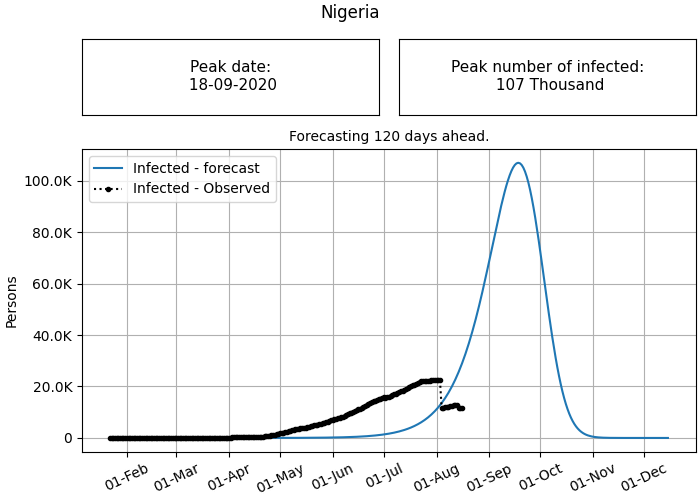 Nigeria
Peak date:
18-09-2020
Peak number of infected:
107 Thousand
Forecasting 120 days ahead.
Infected - forecast
Infected - Observed
100.0K
80.0K
60.0K
40.0K
20.0K
0
Persons
01-Feb
01-Mar
01-Apr
01-May
01-Jun
01-Jul
01-Aug
01-Sep
01-Oct
01-Nov
01-Dec